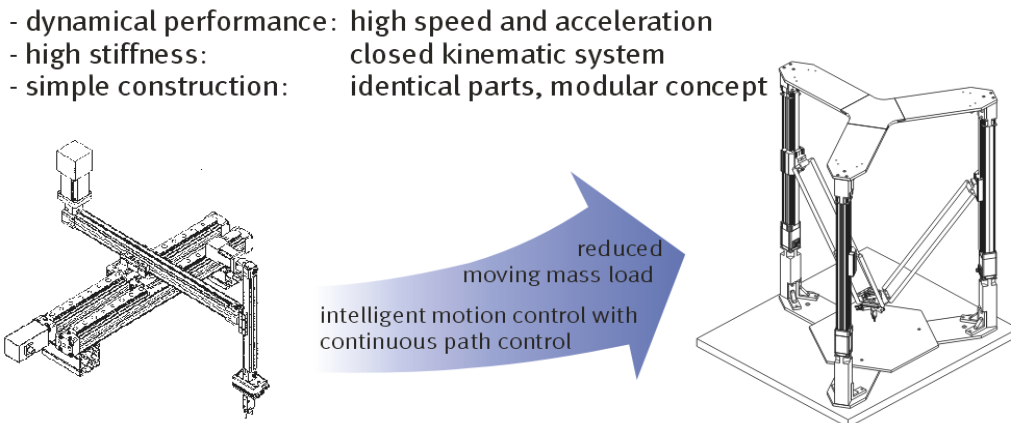 - dynamical performance: high speed and acceleration
- high stiffness: closed kinematic system
- simple construction: identical parts, modular concept
reduced
moving mass load
intelligent motion control with
continuous path control